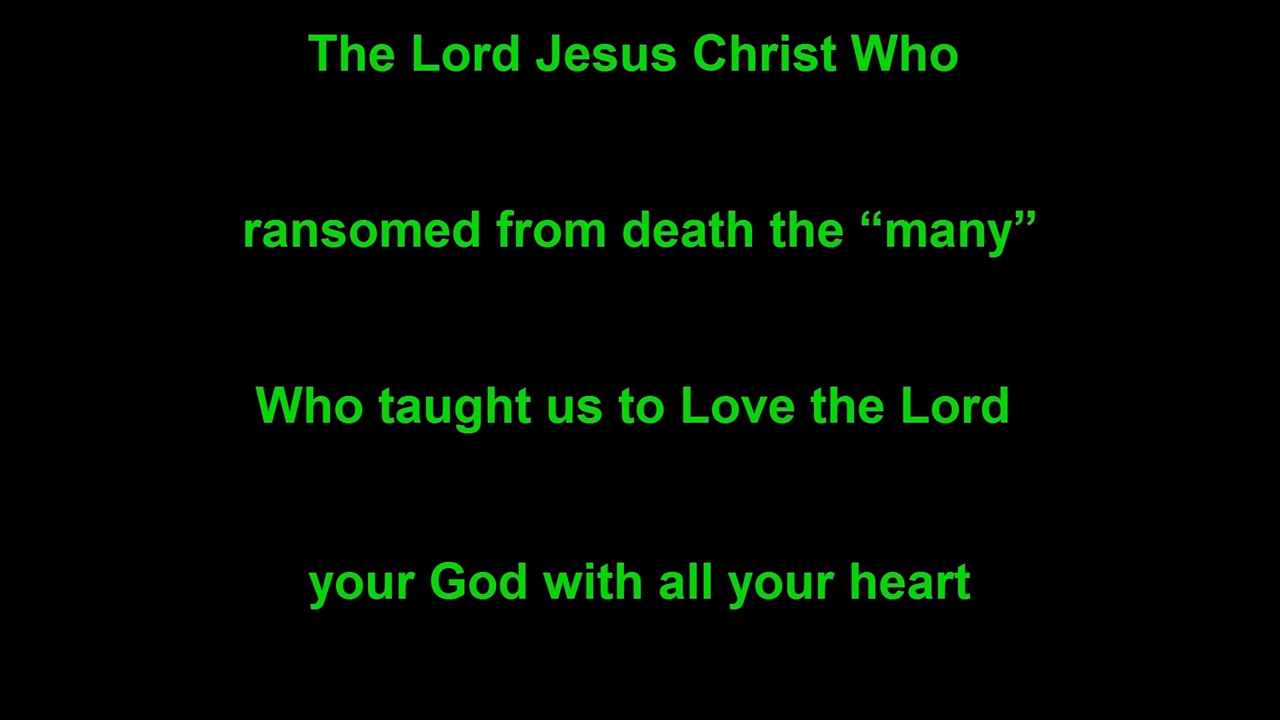 The Lord Jesus Christ Who
ransomed from death the “many”
Who taught us to Love the Lord
your God with all your heart